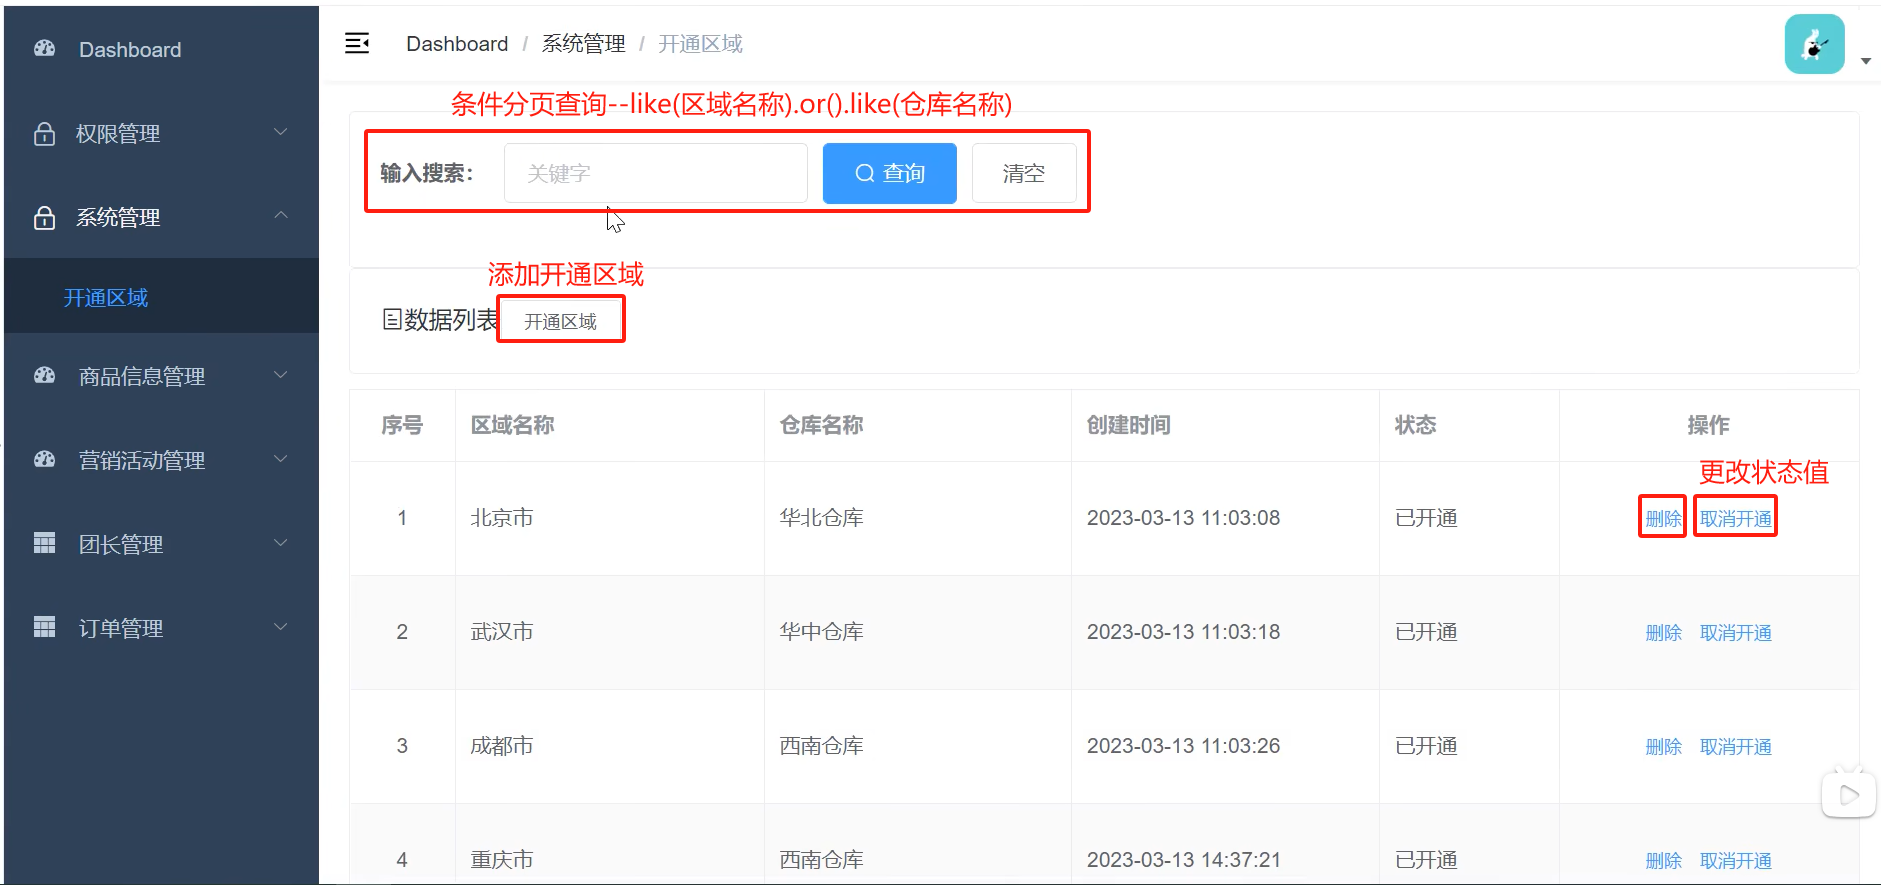 Dashboard
权限管理
系统管理
开通区域
商品信息管理
营销活动管理
团长管理
订单管理
Dashboard / 系统管理 / 开通区域
条件分页查询--like(区域名称).or().like(仓库名称)
输入搜索： 关键字 查询 清空
添加开通区域
数据列表 开通区域
序号 区域名称 仓库名称 创建时间 状态 操作
更改状态值
1 北京市 华北仓库 2023-03-13 11:03:08 已开通 删除 取消开通
2 武汉市 华中仓库 2023-03-13 11:03:18 已开通 删除 取消开通
3 成都市 西南仓库 2023-03-13 11:03:26 已开通 删除 取消开通
4 重庆市 西南仓库 2023-03-13 14:37:21 已开通 删除 取消开通